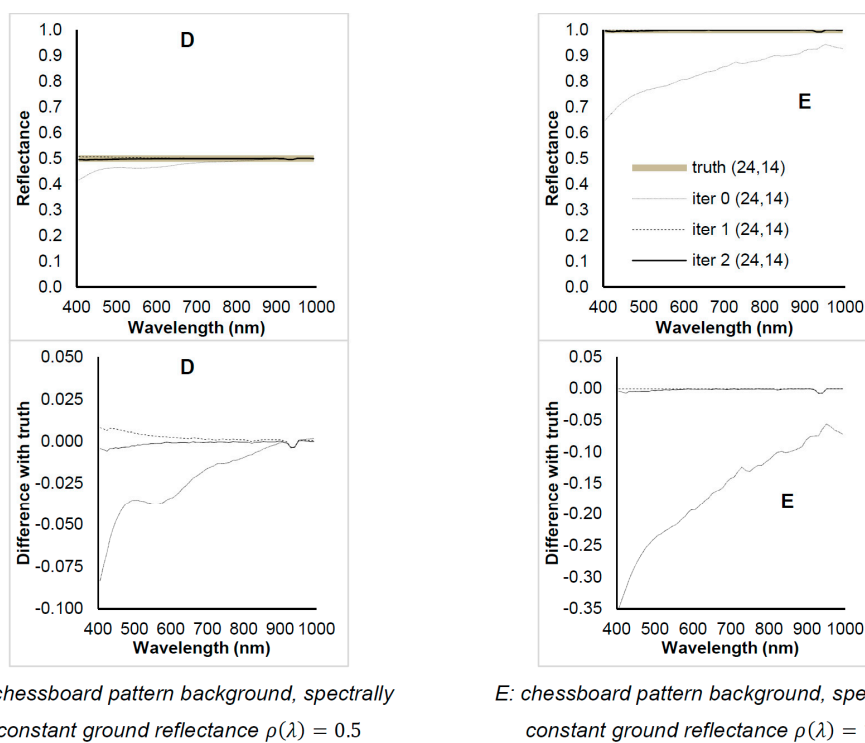 D
1.0
0.9
0.8
0.7
0.6
0.5
0.4
0.3
0.2
0.1
0.0
Reflectance
400 500 600 700 800 900 1000
Wavelength (nm)
E
1.0
0.9
0.8
0.7
0.6
0.5
0.4
0.3
0.2
0.1
0.0
Reflectance
truth (24,14)
iter 0 (24,14)
iter 1 (24,14)
iter 2 (24,14)
400 500 600 700 800 900 1000
Wavelength (nm)
D
0.050
0.025
0.000
-0.025
-0.050
-0.075
-0.100
Difference with truth
400 500 600 700 800 900 1000
Wavelength (nm)
0.05
0.00
-0.05
-0.10
-0.15
-0.20
-0.25
-0.30
-0.35
Difference with truth
E
400 500 600 700 800 900 1000
Wavelength (nm)
chessboard pattern background, spectrally
constant ground reflectance ρ(λ) = 0.5
E: chessboard pattern background, spe
constant ground reflectance ρ(λ) =